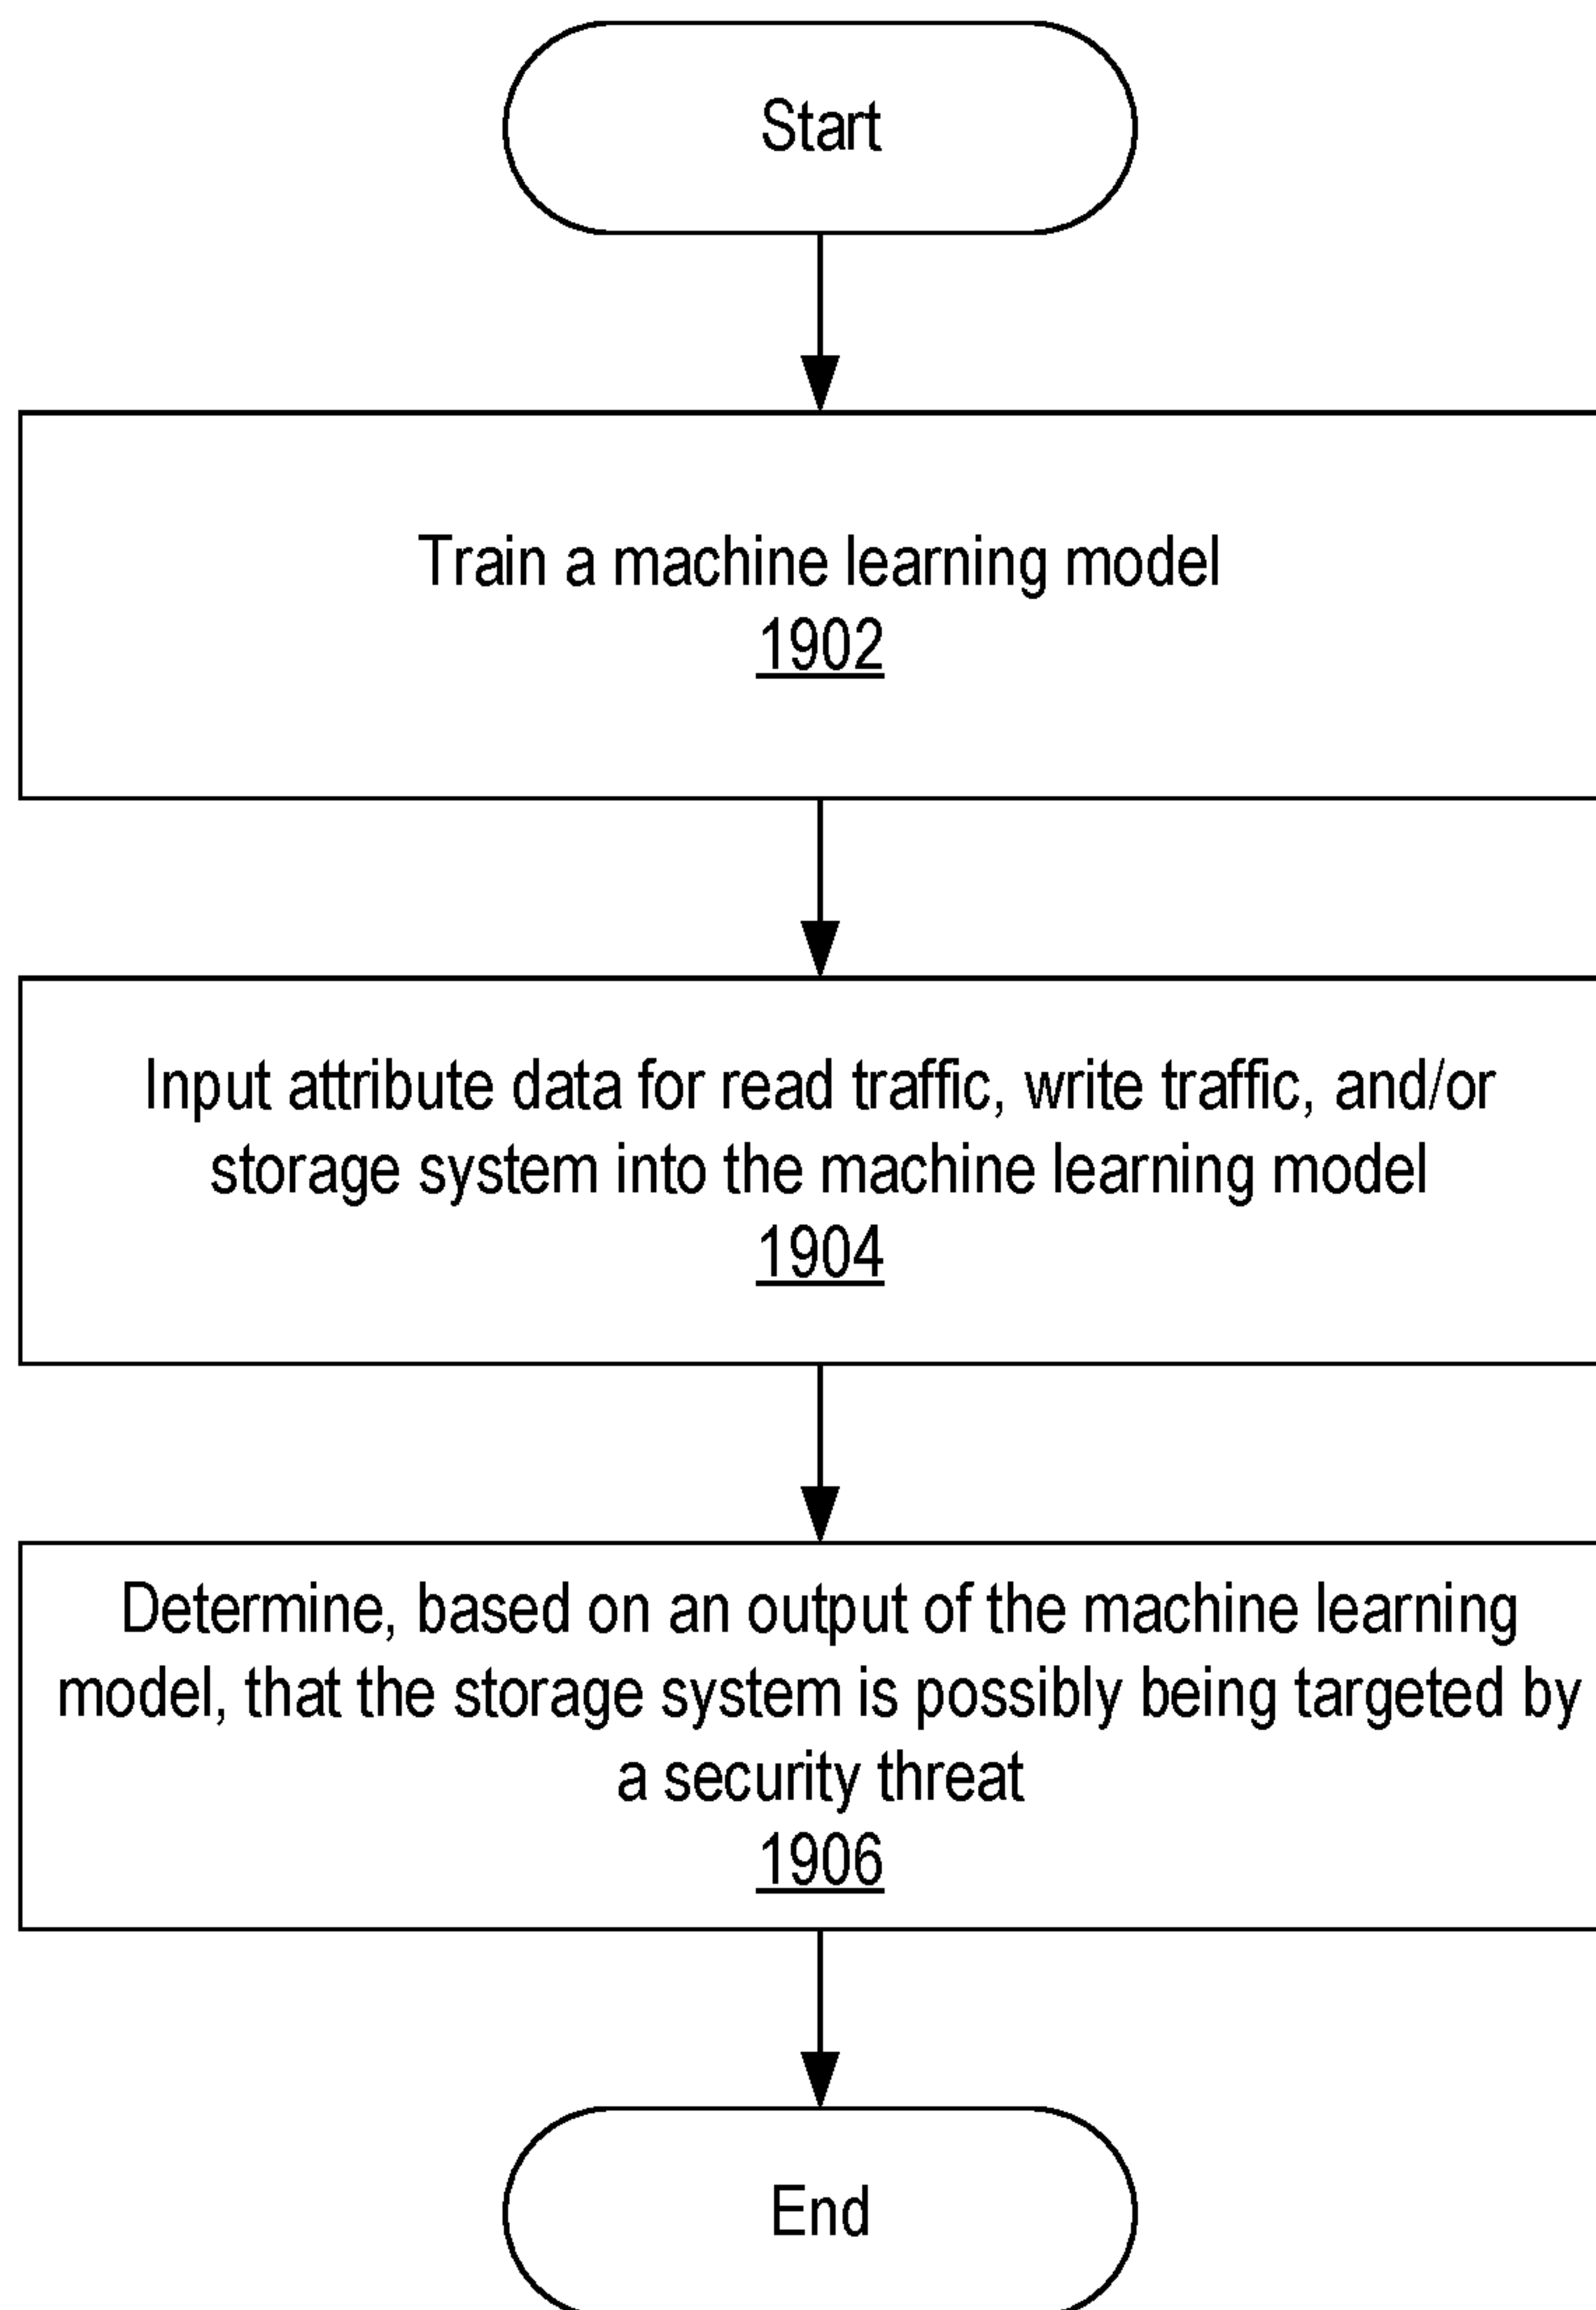 Start
Train a machine learning model
1902
Input attribute data for read traffic, write traffic, and/or
storage system into the machine learning model
1904
Determine, based on an output of the machine learning
model, that the storage system is possibly being targeted by
a security threat
1906
End